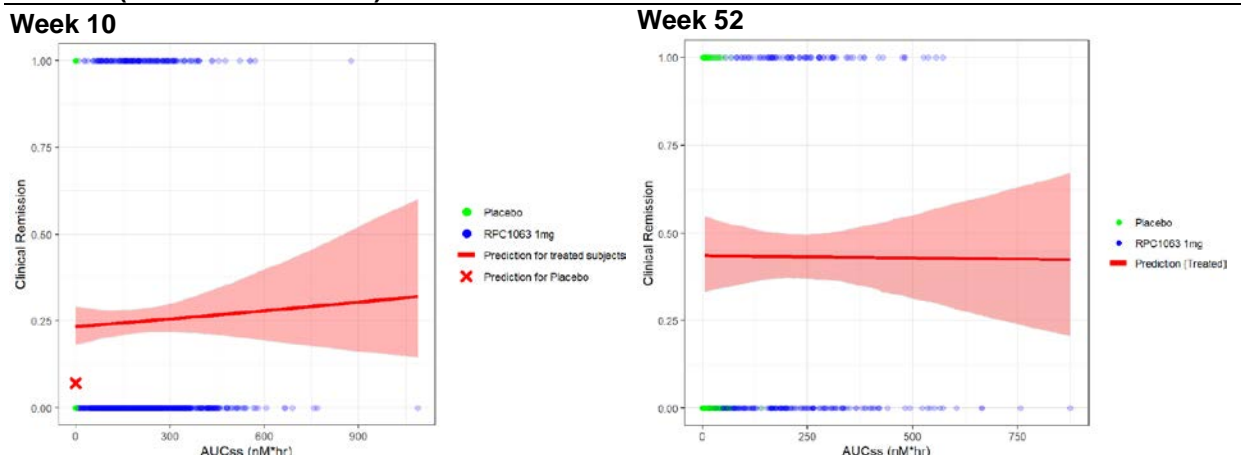 Week 10
Week 52
1.00
0.75
0.50
0.25
0.00
Clinical Remission
0
300
600
900
AUCss (nM*hr)
Placebo
RPC1063 1mg
Prediction for treated subjects
Prediction for Placebo
1.00
0.75
0.50
0.25
0.00
Clinical Remission
0
250
500
750
AUCss (nM*hr)
Placebo
RPC1063 1mg
Prediction [Treated]